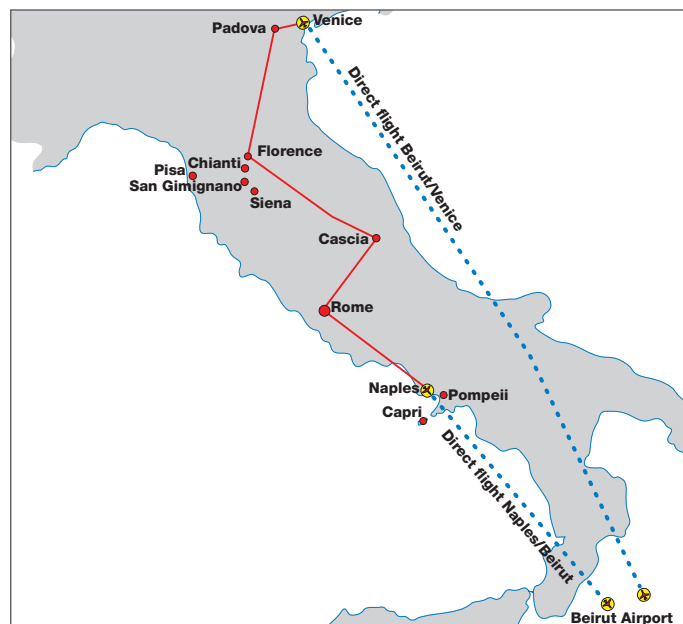 Venice
Padova
Direct flight Beirut/Venice
Florence
Chianti
Pisa
San Gimignano
Siena
Cascia
Rome
Naples
Pompeii
Capri
Direct flight Naples/Beirut
Beirut Airport